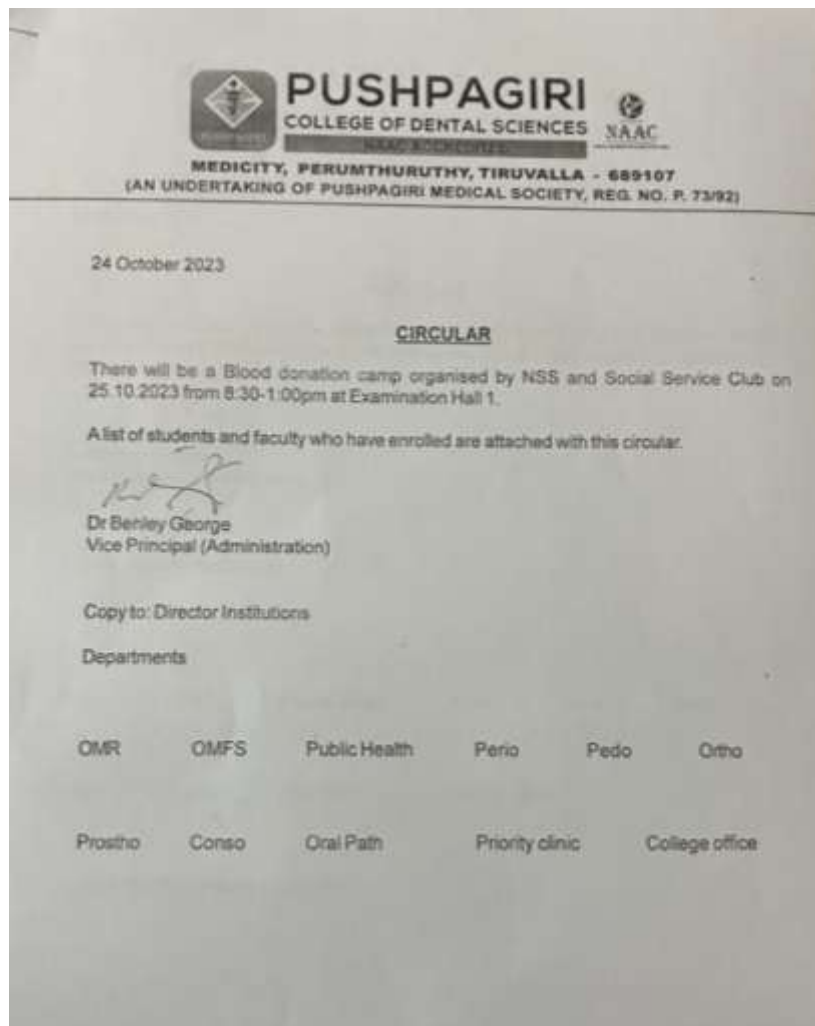 PUSHPAGIRI
COLLEGE OF DENTAL SCIENCES
NAAC ACCREDITED
NAAC
MEDICITY, PERUMTHURUTHY, TIRUVALLA - 689107
(AN UNDERTAKING OF PUSHPAGIRI MEDICAL SOCIETY, REG. NO. P. 73/92)
24 October 2023
CIRCULAR
There will be a Blood donation camp organised by NSS and Social Service Club on
25.10.2023 from 8:30-1:00pm at Examination Hall 1.
A list of students and faculty who have enrolled are attached with this circular.
Dr Benley George
Vice Principal (Administration)
Copy to: Director Institutions
Departments
OMR OMFS Public Health Perio Pedo Ortho
Prostho Conso Oral Path Priority clinic College office